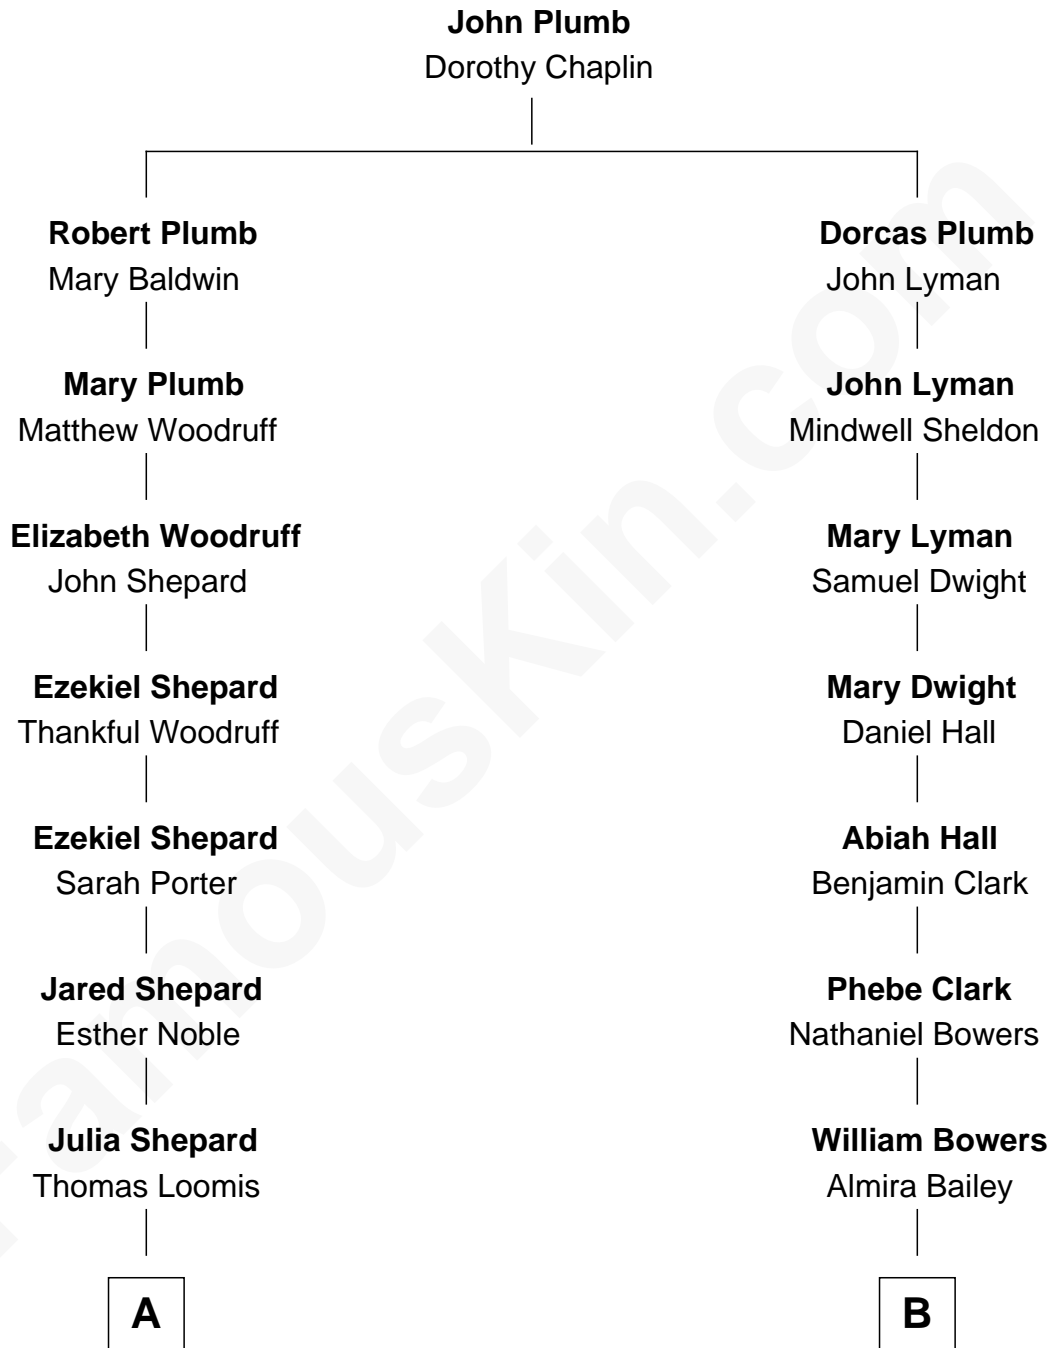 John Plumb
Dorothy Chaplin
Robert Plumb
Mary Baldwin
Mary Plumb
Matthew Woodruff
Elizabeth Woodruff
John Shepard
Ezekiel Shepard
Thankful Woodruff
Ezekiel Shepard
Sarah Porter
Jared Shepard
Esther Noble
Julia Shepard
Thomas Loomis
A
Dorcas Plumb
John Lyman
John Lyman
Mindwell Sheldon
Mary Lyman
Samuel Dwight
Mary Dwight
Daniel Hall
Abiah Hall
Benjamin Clark
Phebe Clark
Nathaniel Bowers
William Bowers
Almira Bailey
B
FamousKin.com